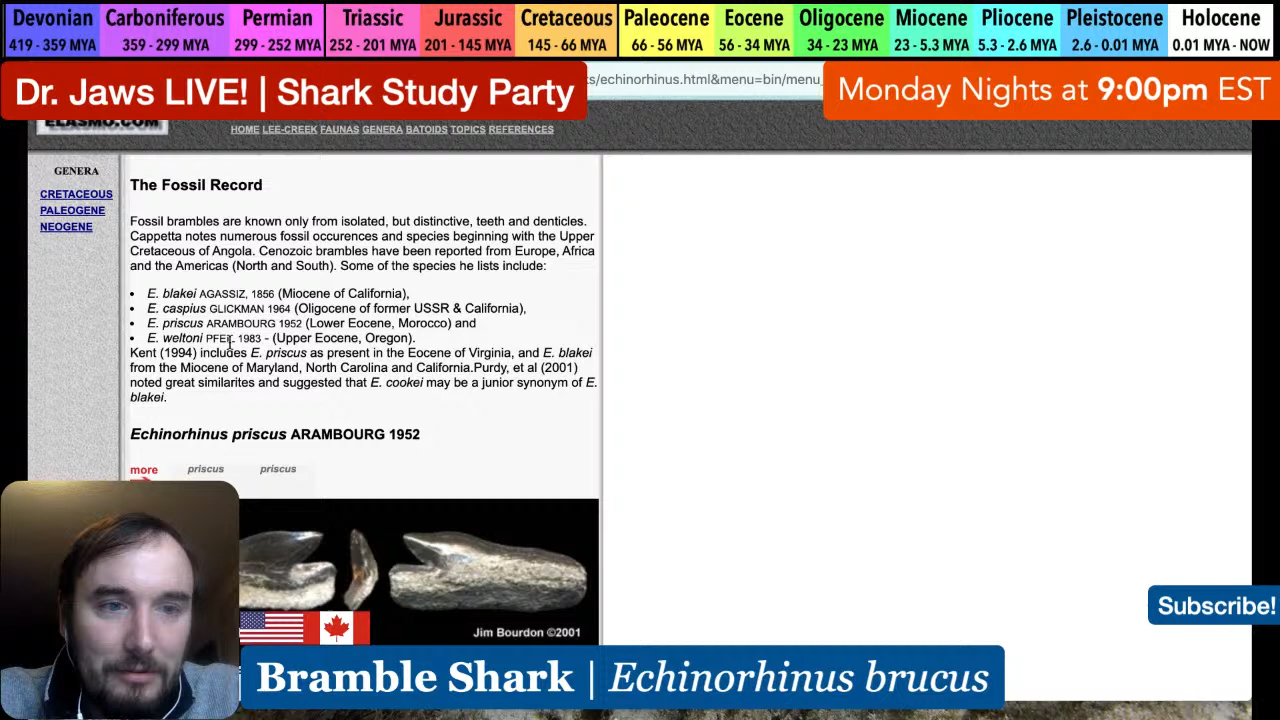 Devonian Carboniferous Permian Triassic Jurassic Cretaceous Paleocene Eocene Oligocene Miocene Pliocene Pleistocene Holocene
419 - 359 MYA 359 - 299 MYA 299 - 252 MYA 252 - 201 MYA 201 - 145 MYA 145 - 66 MYA 66 - 56 MYA 56 - 34 MYA 34 - 23 MYA 23 - 5.3 MYA 5.3 - 2.6 MYA 2.6 - 0.01 MYA 0.01 MYA - NOW
Dr. Jaws LIVE! | Shark Study Party
s/echinorhinus.html&menu=bin/menu_
Monday Nights at 9:00pm EST
ELASMO.COM
HOME LEE-CREEK FAUNAS GENERA BATOIDS TOPICS REFERENCES
GENERA
CRETACEOUS
PALEOGENE
NEOGENE
The Fossil Record
Fossil brambles are known only from isolated, but distinctive, teeth and denticles.
Cappetta notes numerous fossil occurences and species beginning with the Upper
Cretaceous of Angola. Cenozoic brambles have been reported from Europe, Africa
and the Americas (North and South). Some of the species he lists include:
• E. blakei AGASSIZ, 1856 (Miocene of California),
• E. caspius GLICKMAN 1964 (Oligocene of former USSR & California),
• E. priscus ARAMBOURG 1952 (Lower Eocene, Morocco) and
• E. weltoni 1983 - (Upper Eocene, Oregon).
Kent (1994) includes E. priscus as present in the Eocene of Virginia, and E. blakei
from the Miocene of Maryland, North Carolina and California.Purdy, et al (2001)
noted great similarites and suggested that E. cookei may be a junior synonym of E.
blakei.
Echinorhinus priscus ARAMBOURG 1952
more priscus priscus
Jim Bourdon ©2001
Subscribe!
Bramble Shark | Echinorhinus brucus